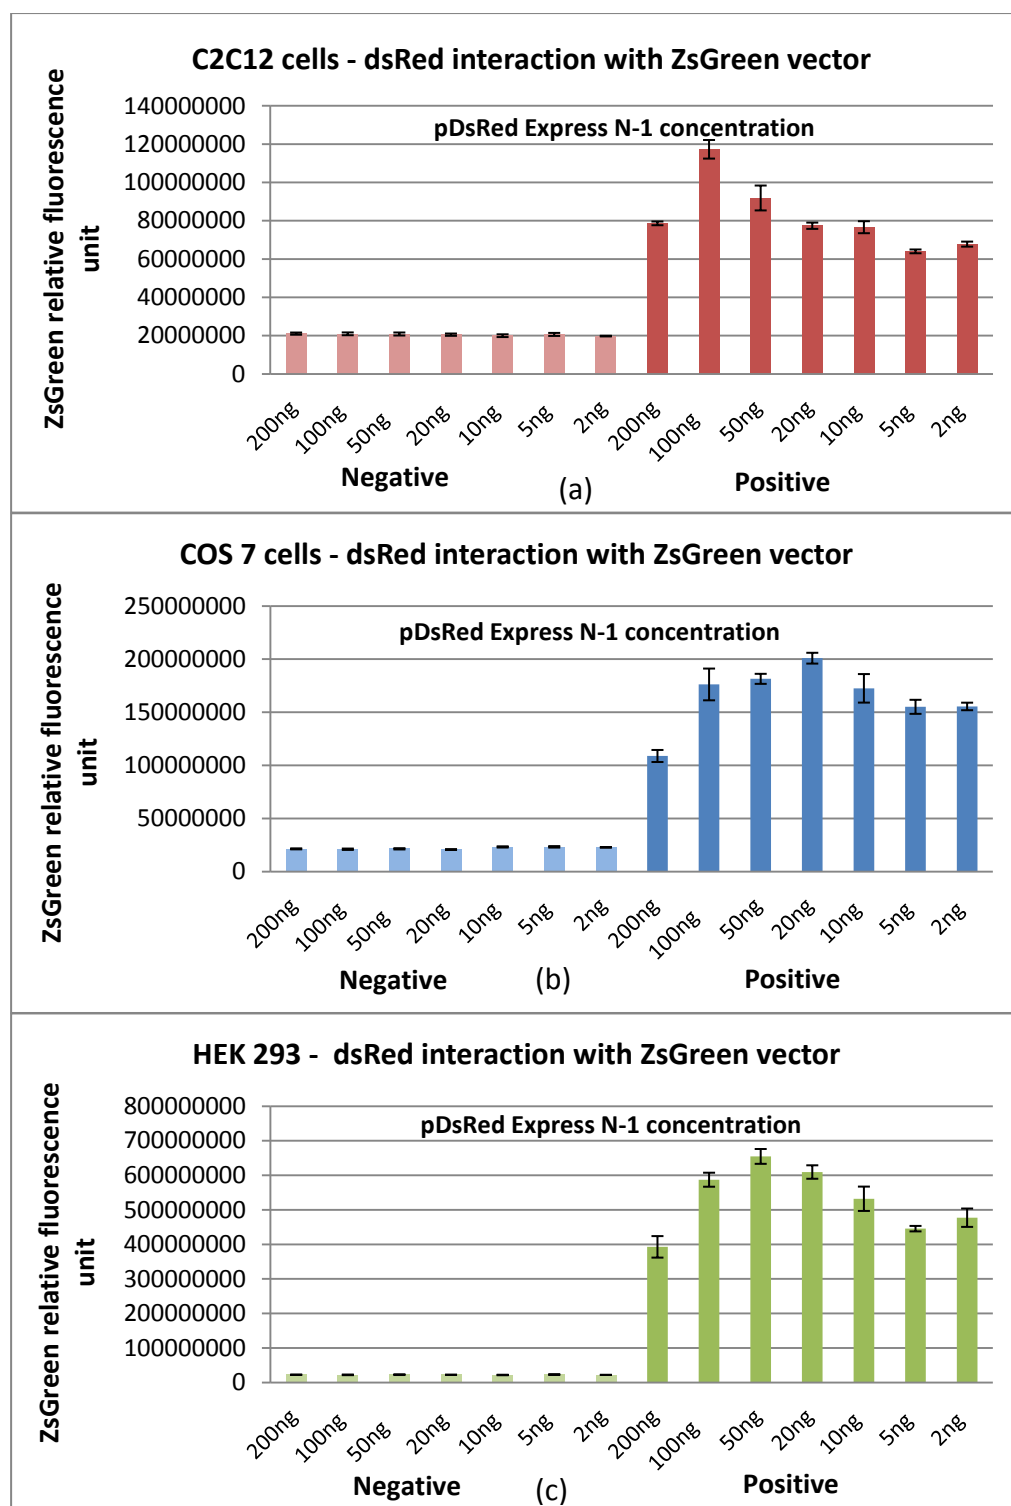 C2C12 cells - dsRed interaction with ZsGreen vector
pDsRed Express N-1 concentration
ZsGreen relative fluorescence
unit
140000000
120000000
100000000
80000000
60000000
40000000
20000000
0
200ng 100ng 50ng 20ng 10ng 5ng 2ng 200ng 100ng 50ng 20ng 10ng 5ng 2ng
Negative (a) Positive
COS 7 cells - dsRed interaction with ZsGreen vector
pDsRed Express N-1 concentration
ZsGreen relative fluorescence
unit
250000000
200000000
150000000
100000000
50000000
0
200ng 100ng 50ng 20ng 10ng 5ng 2ng 200ng 100ng 50ng 20ng 10ng 5ng 2ng
Negative (b) Positive
HEK 293 - dsRed interaction with ZsGreen vector
pDsRed Express N-1 concentration
ZsGreen relative fluorescence
unit
800000000
700000000
600000000
500000000
400000000
300000000
200000000
100000000
0
200ng 100ng 50ng 20ng 10ng 5ng 2ng 200ng 100ng 50ng 20ng 10ng 5ng 2ng
Negative (c) Positive